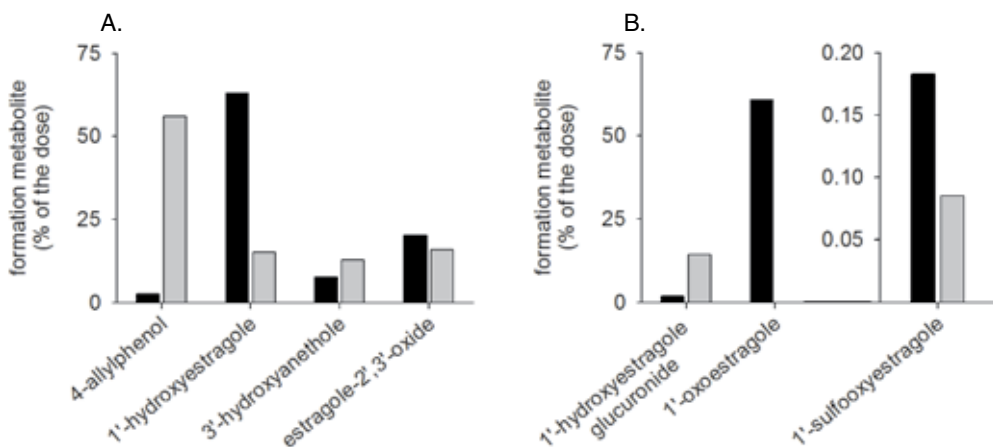 A.
75
50
25
0
formation metabolite
(% of the dose)
4-allylphenol
1'-hydroxyestragole
3'-hydroxyanethole
estragole-2',3'-oxide
B.
75
50
25
0
formation metabolite
(% of the dose)
0.20
0.15
0.10
0.05
1'-hydroxyestragole
glucuronide
1'-oxoestragole
1'-sulfooxyestragole